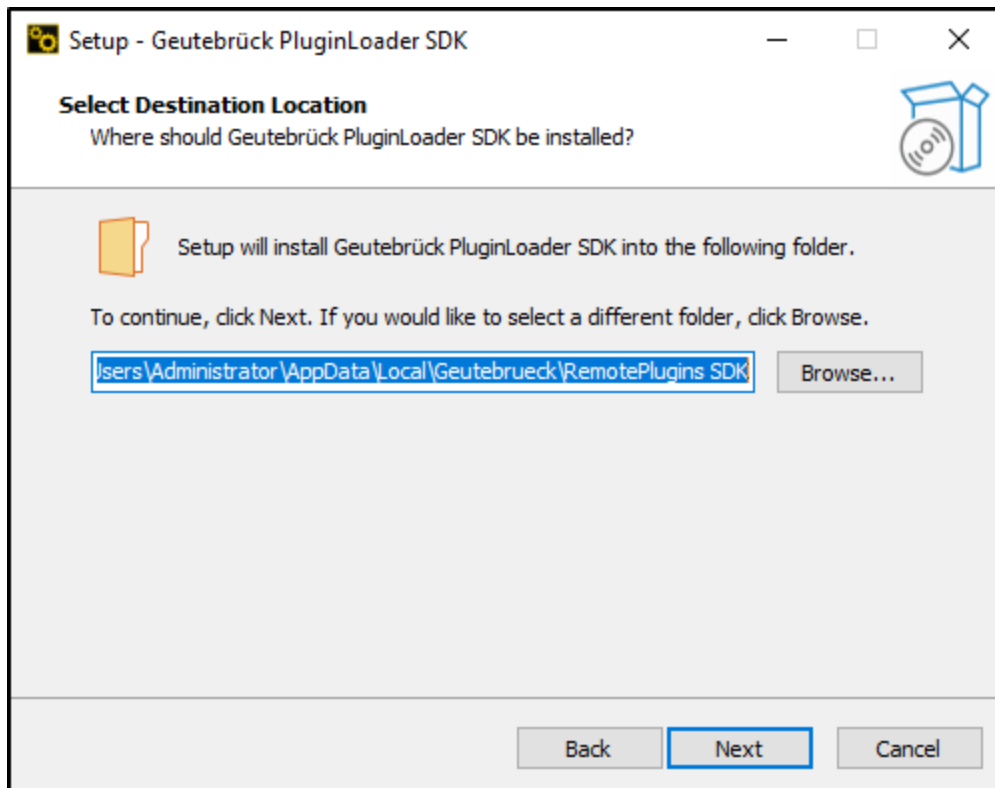 Setup - Geutebrück PluginLoader SDK
Select Destination Location
Where should Geutebrück PluginLoader SDK be installed?
Setup will install Geutebrück PluginLoader SDK into the following folder.
To continue, click Next. If you would like to select a different folder, click Browse.
Users\Administrator\AppData\Local\Geutebrueck\RemotePlugins SDK
Browse...
Back
Next
Cancel